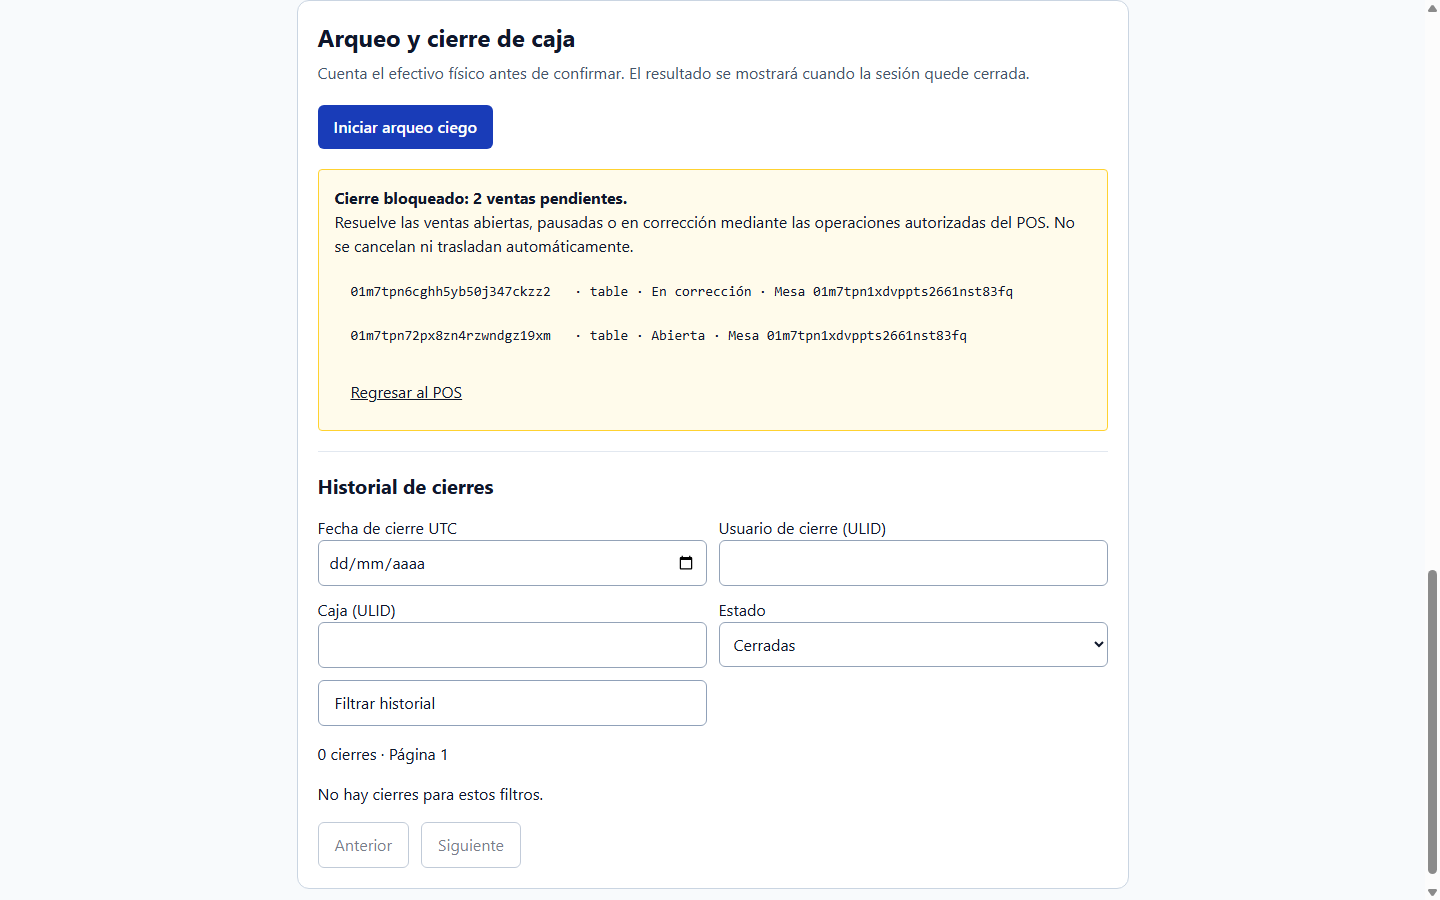 Arqueo y cierre de caja
Cuenta el efectivo físico antes de confirmar. El resultado se mostrará cuando la sesión quede cerrada.
Iniciar arqueo ciego
Cierre bloqueado: 2 ventas pendientes.
Resuelve las ventas abiertas, pausadas o en corrección mediante las operaciones autorizadas del POS. No
se cancelan ni trasladan automáticamente.
01m7tpn6cghh5yb50j347ckzz2 · table · En corrección · Mesa 01m7tpn1xdvppts2661nst83fq
01m7tpn72px8zn4rzwndgz19xm · table · Abierta · Mesa 01m7tpn1xdvppts2661nst83fq
Regresar al POS
Historial de cierres
Fecha de cierre UTC
Usuario de cierre (ULID)
dd/mm/aaaa
Caja (ULID)
Estado
Cerradas
Filtrar historial
0 cierres · Página 1
No hay cierres para estos filtros.
Anterior
Siguiente